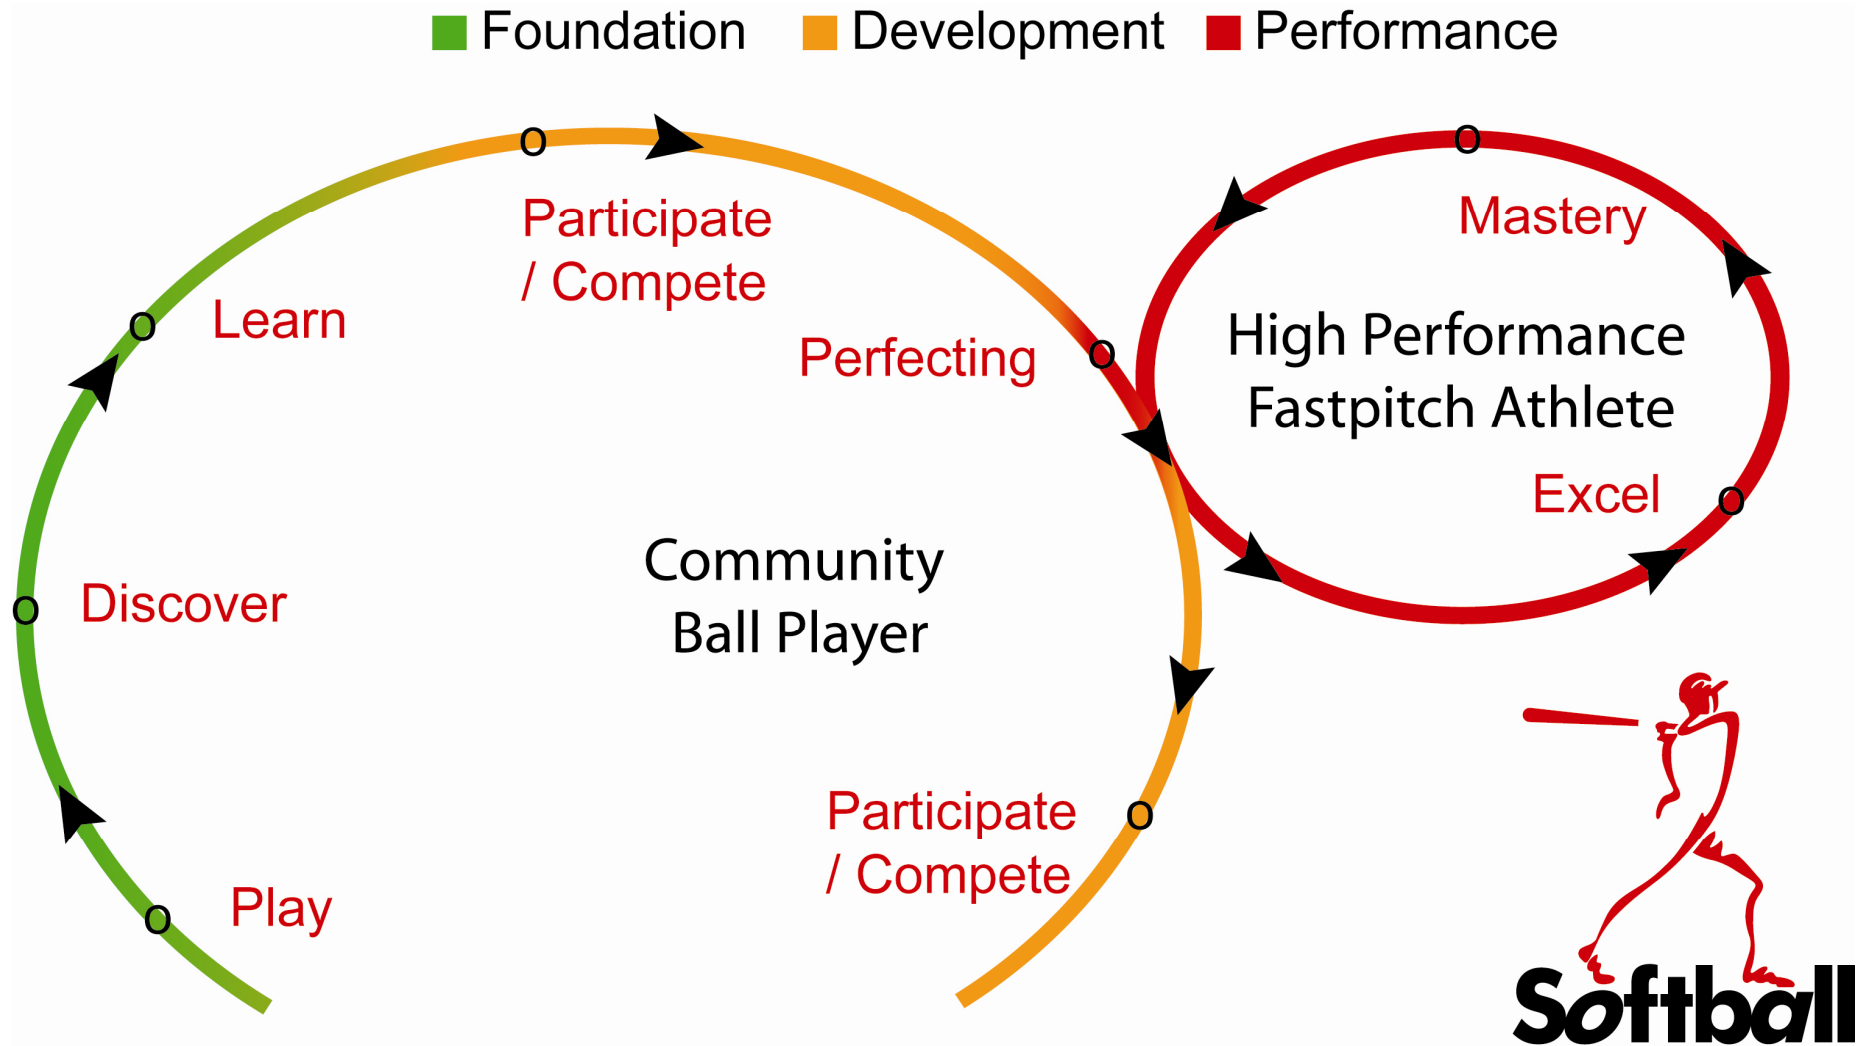 Foundation Development Performance
Participate
/ Compete
Mastery
Learn
High Performance
Fastpitch Athlete
Perfecting
Excel
Community
Ball Player
Discover
Participate
/ Compete
Play
Softball